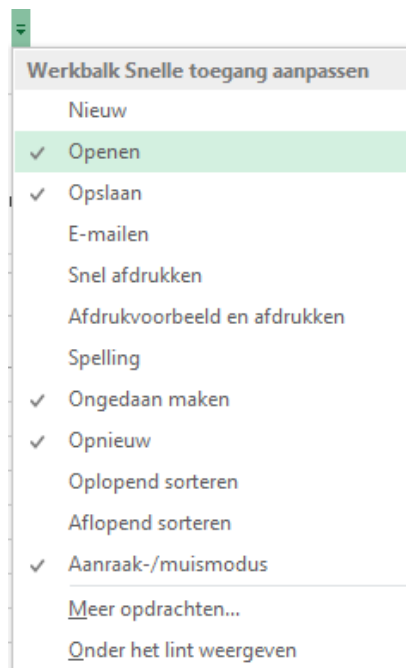 Werkbalk Snelle toegang aanpassen
Nieuw
Openen
Opslaan
E-mailen
Snel afdrukken
Afdrukvoorbeeld en afdrukken
Spelling
Ongedaan maken
Opnieuw
Oplopend sorteren
Aflopend sorteren
Aanraak-/muismodus
Meer opdrachten...
Onder het lint weergeven